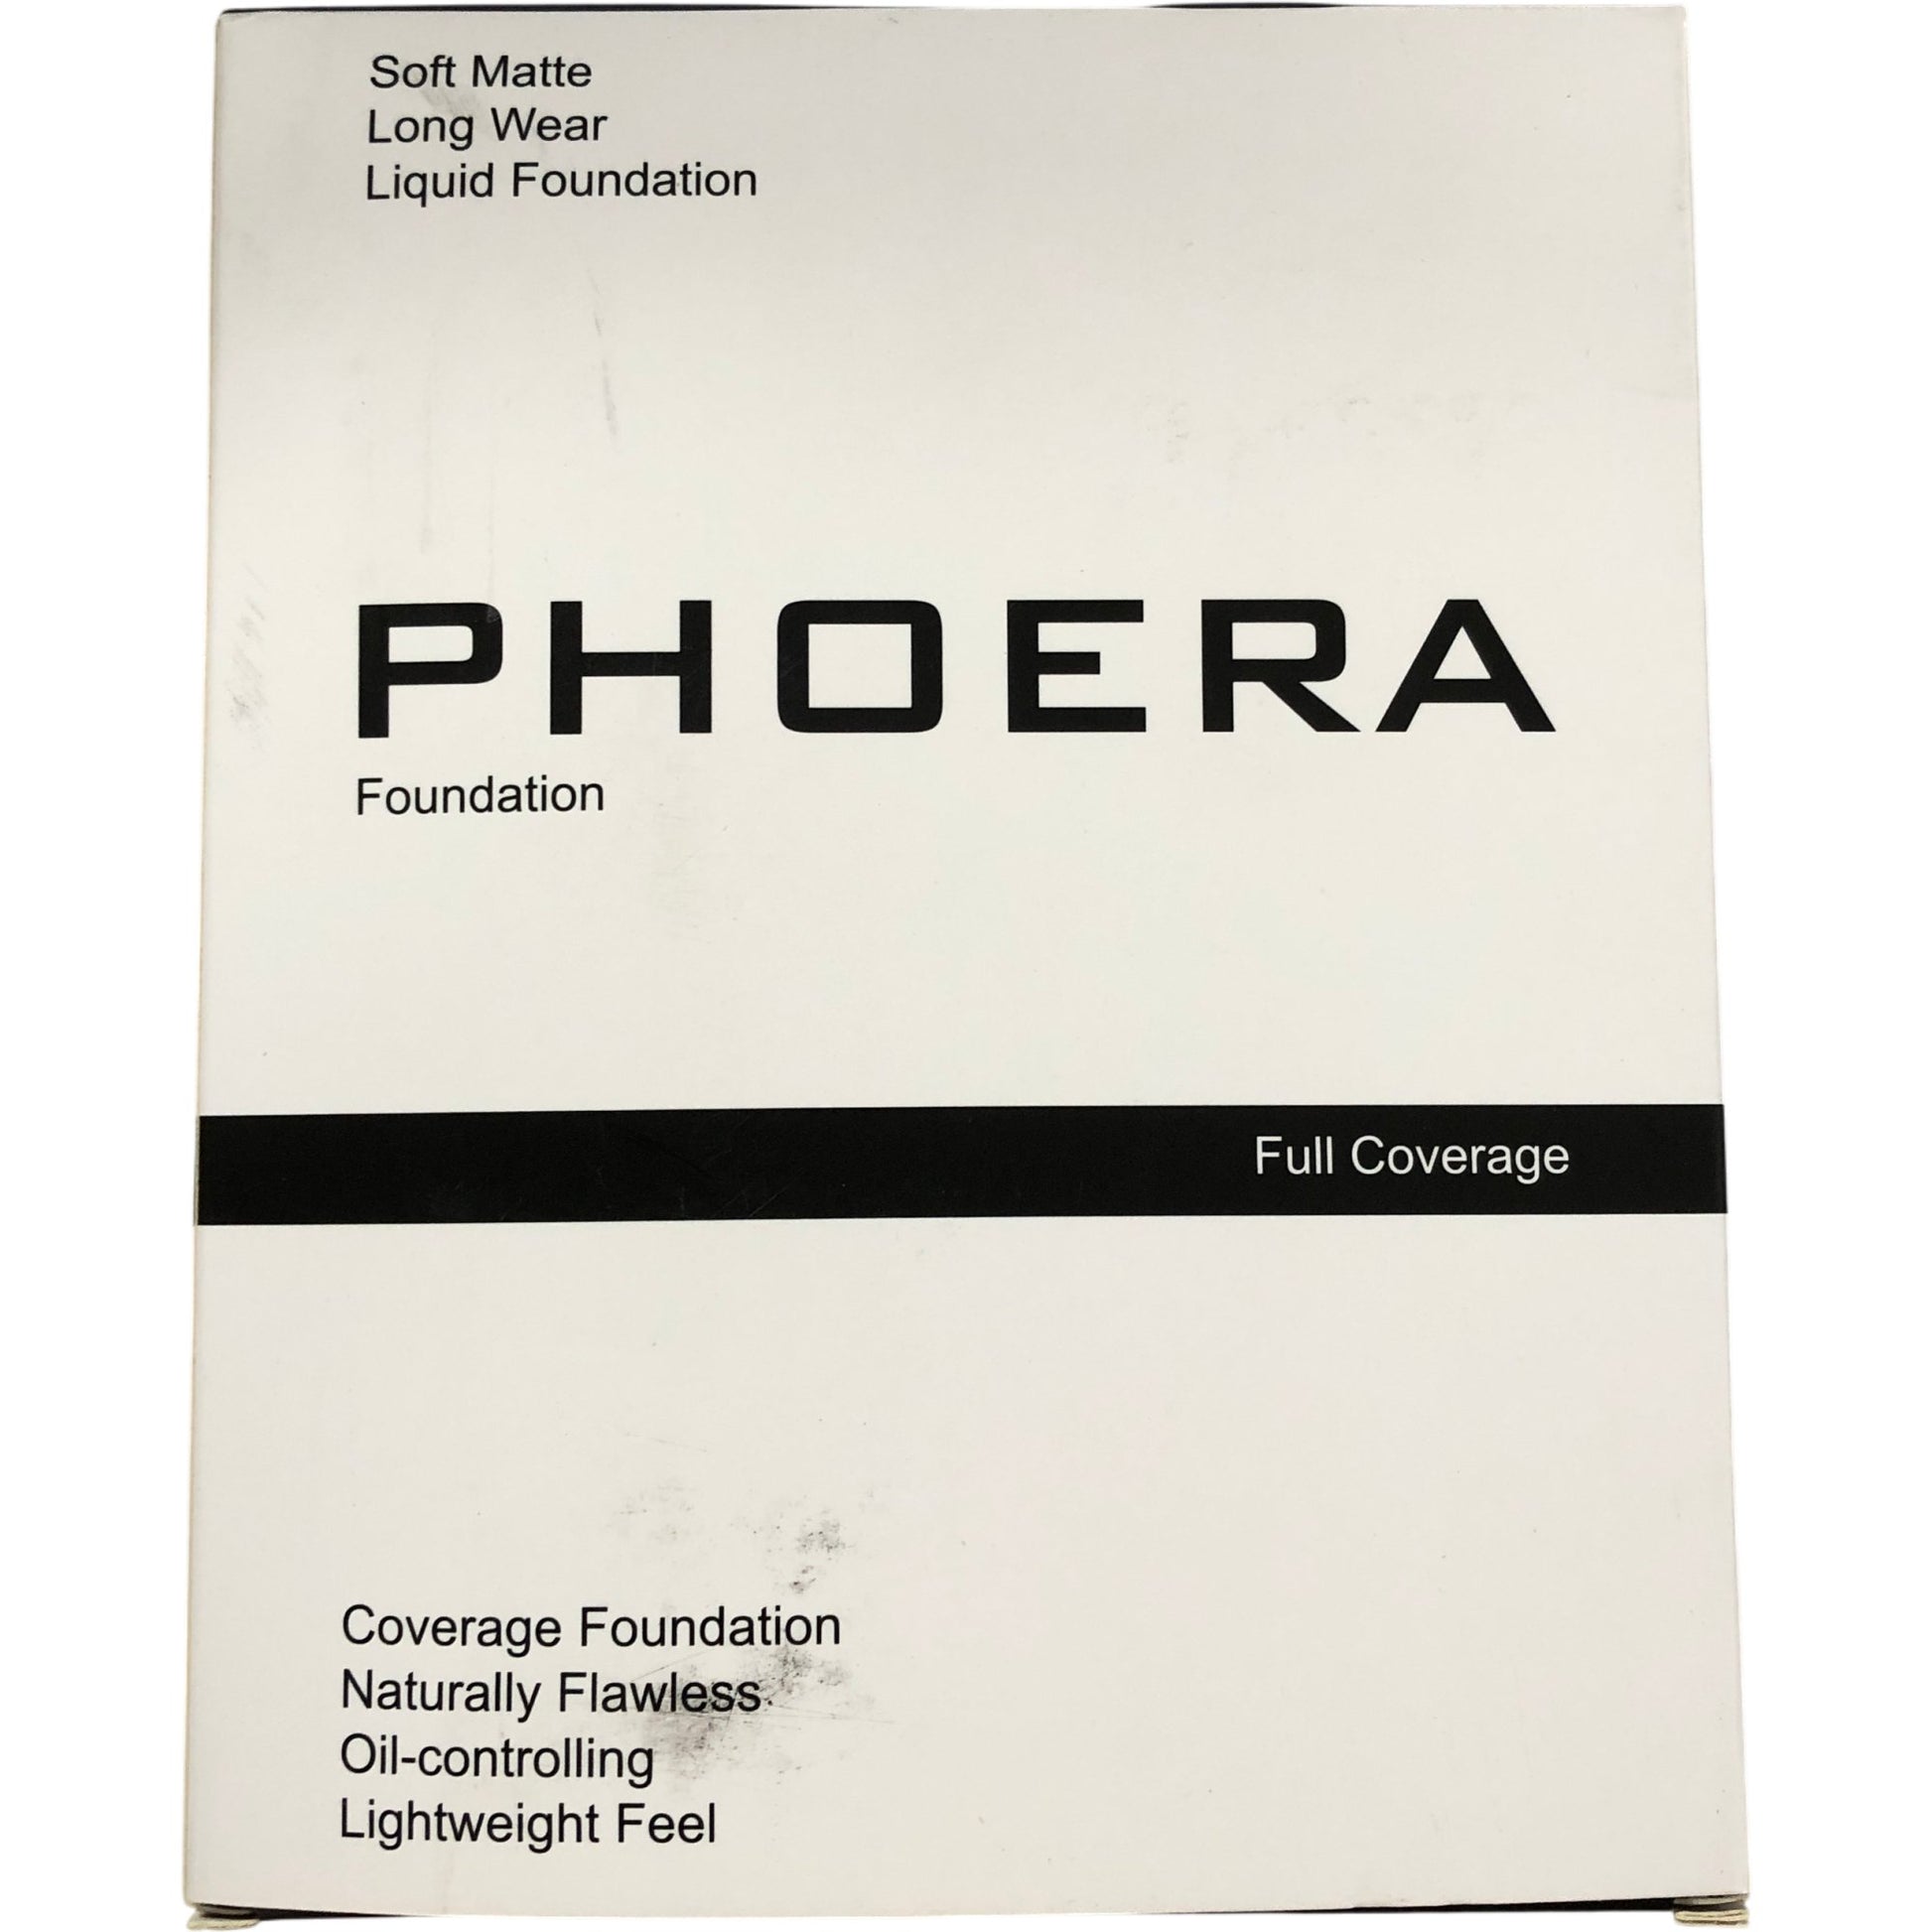 Soft Matte
Long Wear
Liquid Foundation
PHOERA
Foundation
Full Coverage
Coverage Foundation
Naturally Flawless
Oil-controlling
Lightweight Feel